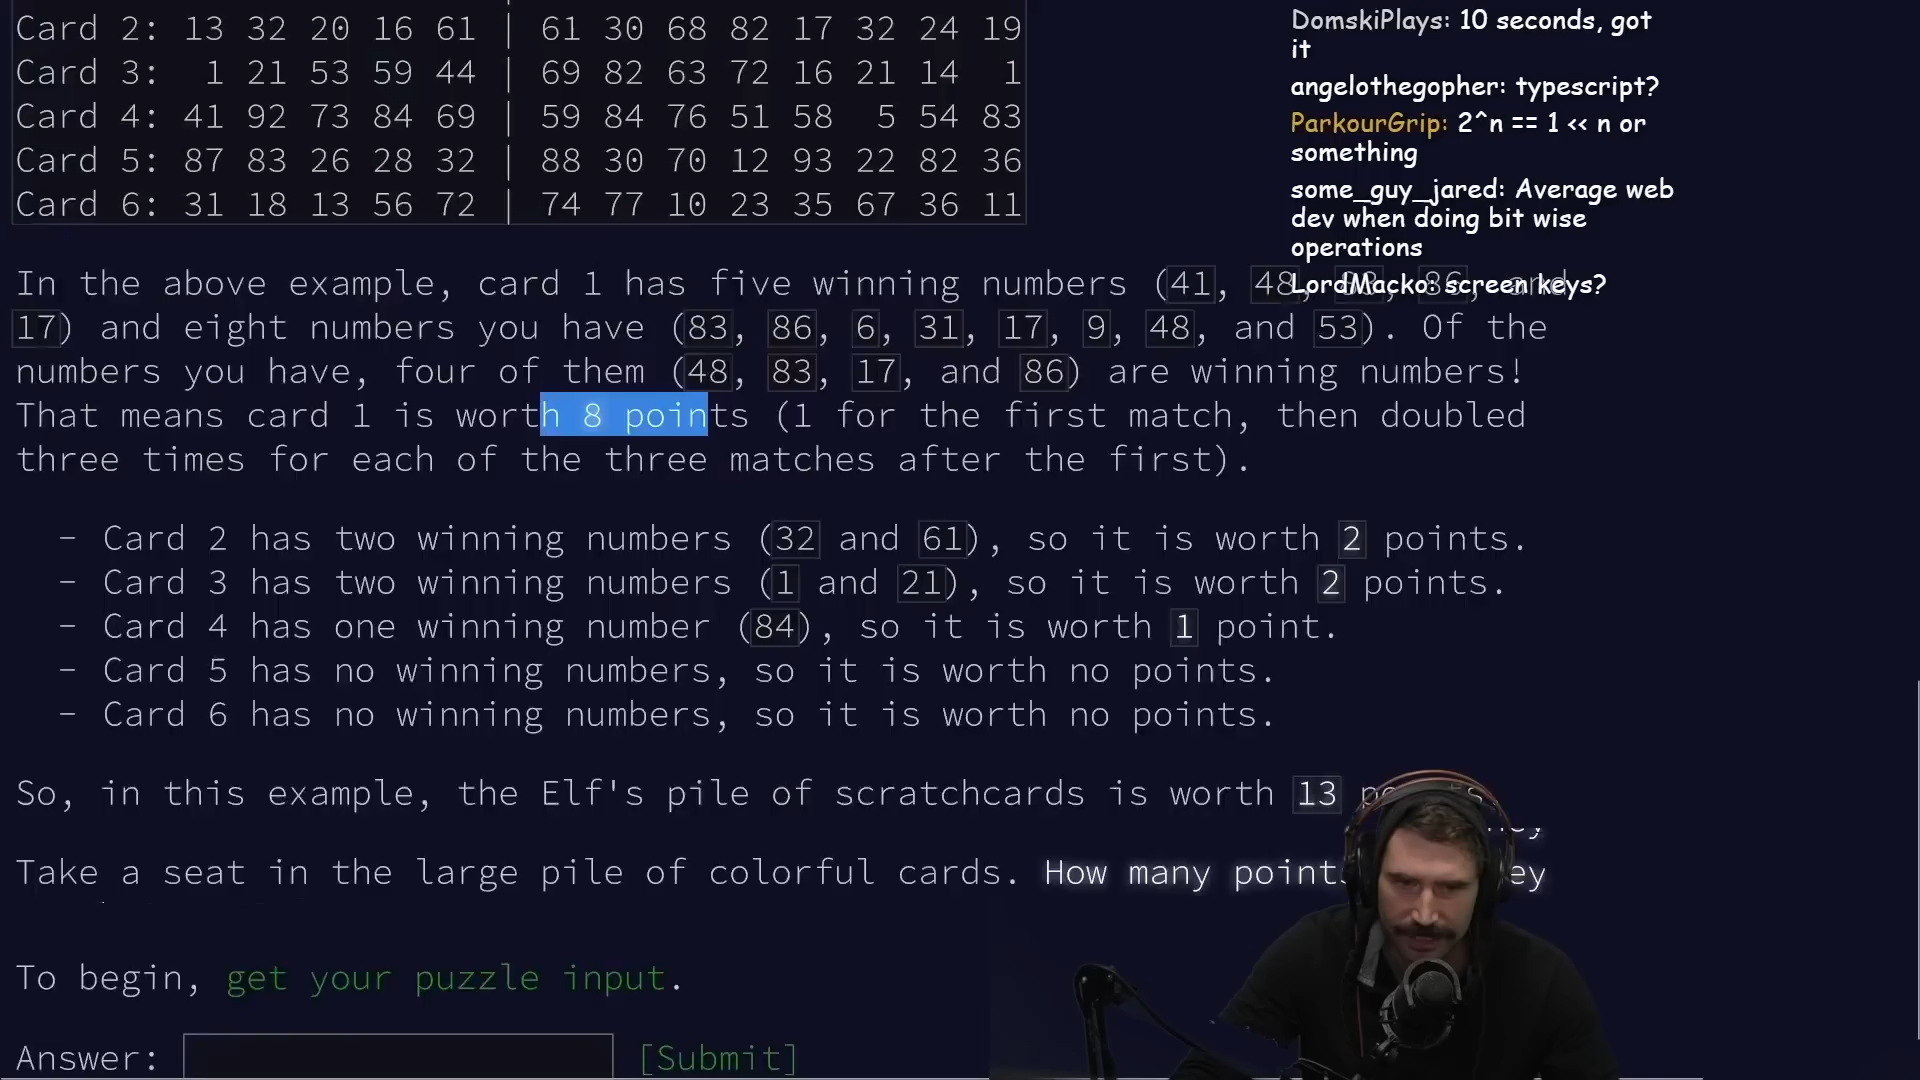 Card 2: 13 32 20 16 61 | 61 30 68 82 17 32 24 19
Card 3:  1 21 53 59 44 | 69 82 63 72 16 21 14  1
Card 4: 41 92 73 84 69 | 59 84 76 51 58  5 54 83
Card 5: 87 83 26 28 32 | 88 30 70 12 93 22 82 36
Card 6: 31 18 13 56 72 | 74 77 10 23 35 67 36 11
In the above example, card 1 has five winning numbers (41, 48, 86, and
17) and eight numbers you have (83, 86, 6, 31, 17, 9, 48, and 53). Of the
numbers you have, four of them (48, 83, 17, and 86) are winning numbers!
That means card 1 is worth 8 points (1 for the first match, then doubled
three times for each of the three matches after the first).
- Card 2 has two winning numbers (32 and 61), so it is worth 2 points.
- Card 3 has two winning numbers (1 and 21), so it is worth 2 points.
- Card 4 has one winning number (84), so it is worth 1 point.
- Card 5 has no winning numbers, so it is worth no points.
- Card 6 has no winning numbers, so it is worth no points.
So, in this example, the Elf's pile of scratchcards is worth 13
Take a seat in the large pile of colorful cards. How many
To begin, get your puzzle input.
Answer: [Submit]
DomskiPlays: 10 seconds, got
it
angelothegopher: typescript?
ParkourGrip: 2^n == 1 << n or
something
some_guy_jared: Average web
dev when doing bit wise
operations
LordMacko: screen keys?